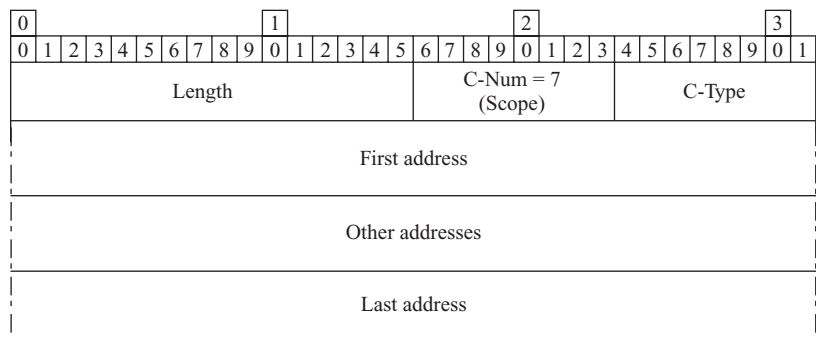 0 1 2 3
0 1 2 3 4 5 6 7 8 9 0 1 2 3 4 5 6 7 8 9 0 1 2 3 4 5 6 7 8 9 0 1
Length C-Num = 7 C-Type
(Scope)
First address
Other addresses
Last address